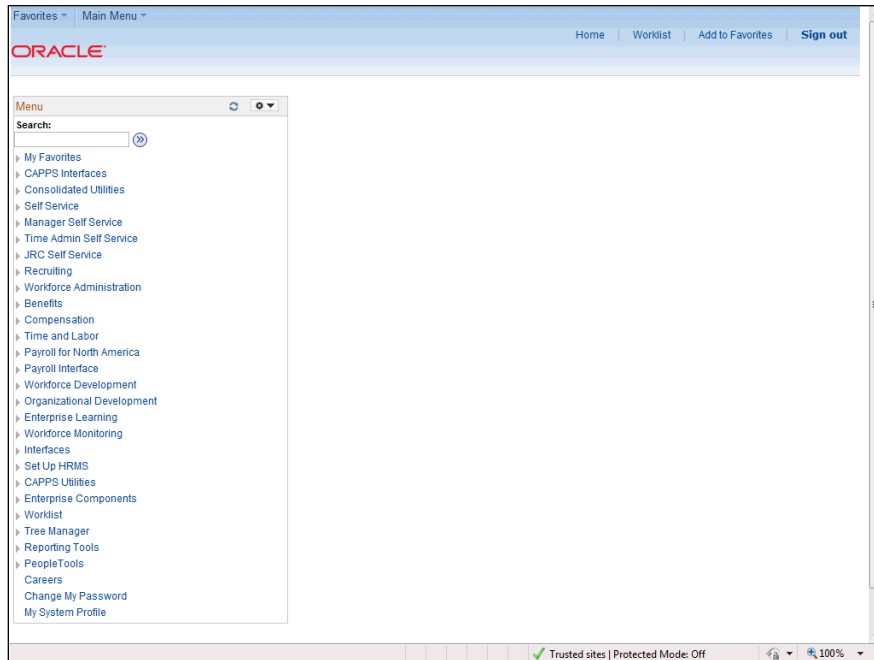 Favorites Main Menu
Home Worklist Add to Favorites Sign out
ORACLE
Menu
Search:
My Favorites
CAPPS Interfaces
Consolidated Utilities
Self Service
Manager Self Service
Time Admin Self Service
JRC Self Service
Recruiting
Workforce Administration
Benefits
Compensation
Time and Labor
Payroll for North America
Payroll Interface
Workforce Development
Organizational Development
Enterprise Learning
Workforce Monitoring
Interfaces
Set Up HRMS
CAPPS Utilities
Enterprise Components
Worklist
Tree Manager
Reporting Tools
PeopleTools
Careers
Change My Password
My System Profile
Trusted sites | Protected Mode: Off 100%